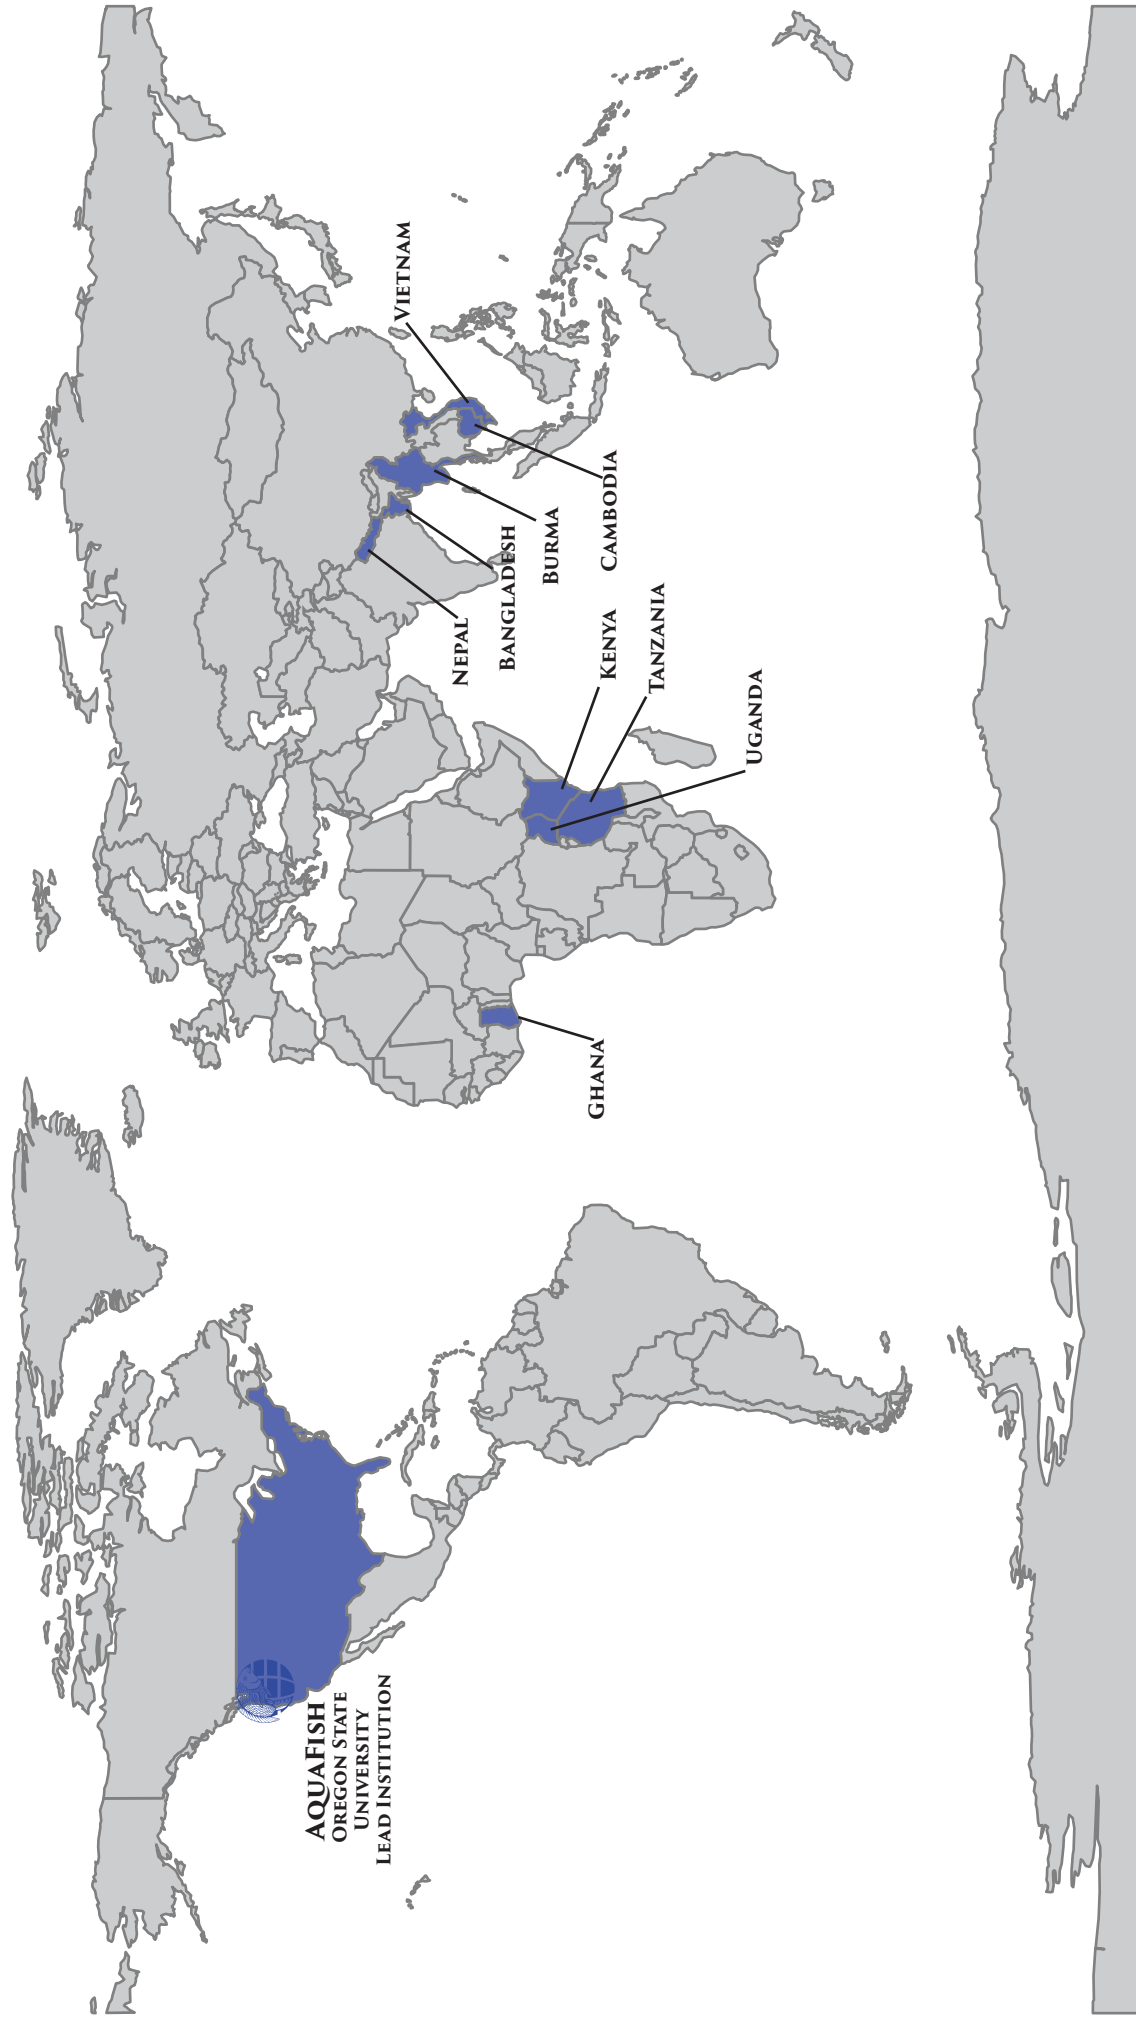 AquaFish
Oregon State
University
Lead Institution
Ghana
Uganda
Tanzania
Kenya
Nepal
Bangladesh
Burma
Cambodia
Vietnam